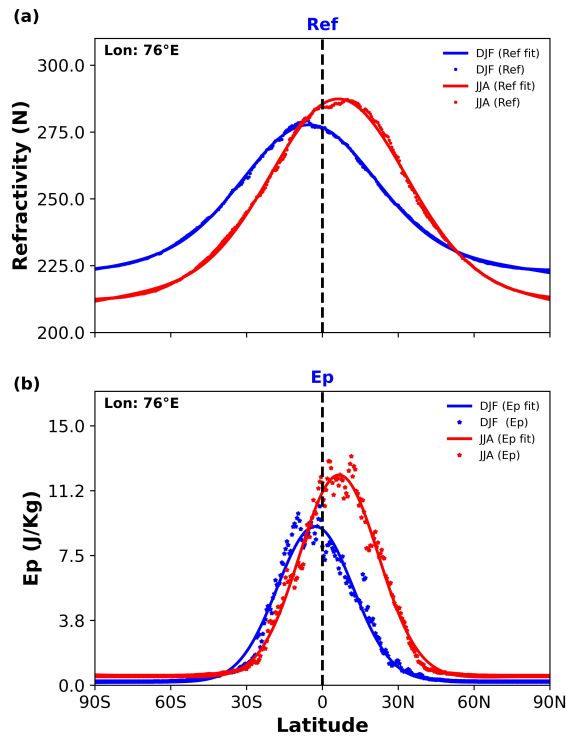 (a)
Ref
Lon: 76°E
DJF (Ref fit)
DJF (Ref)
JJA (Ref fit)
JJA (Ref)
Refractivity (N)
300.0
275.0
250.0
225.0
200.0
(b)
Ep
Lon: 76°E
DJF (Ep fit)
DJF (Ep)
JJA (Ep fit)
JJA (Ep)
Ep (J/Kg)
15.0
11.2
7.5
3.8
0.0
90S 60S 30S 0 30N 60N 90N
Latitude